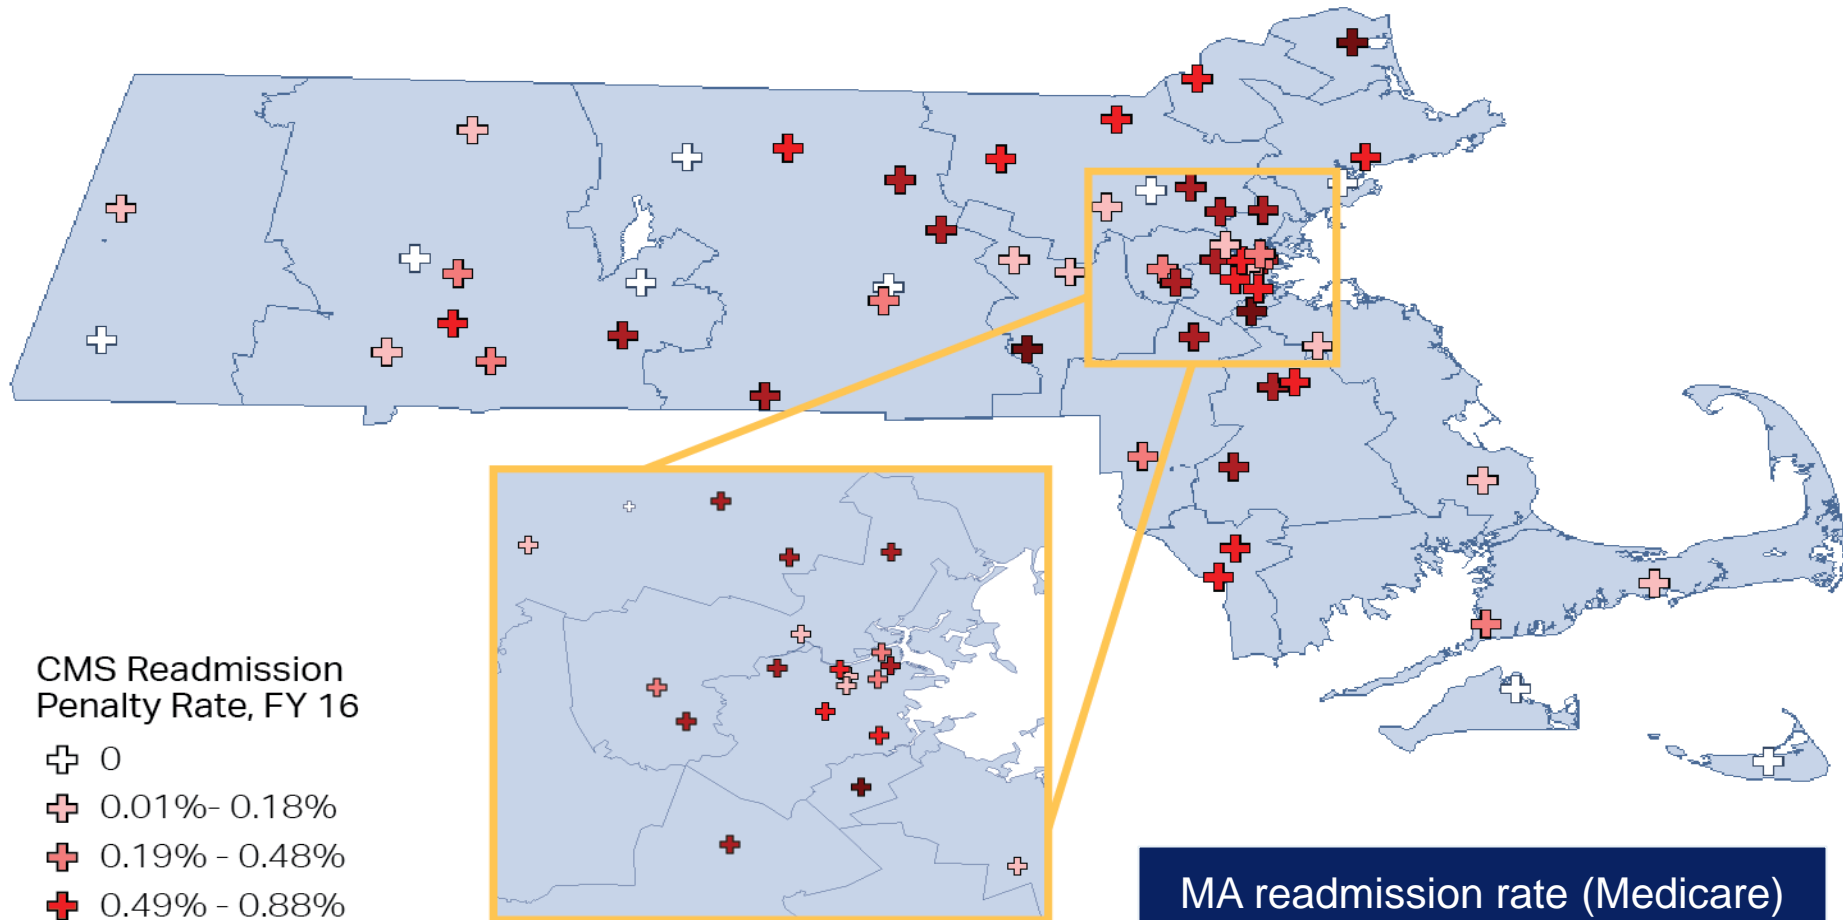 CMS Readmission
Penalty Rate, FY 16
0
0.01%- 0.18%
0.19% - 0.48%
0.49% - 0.88%
MA readmission rate (Medicare)